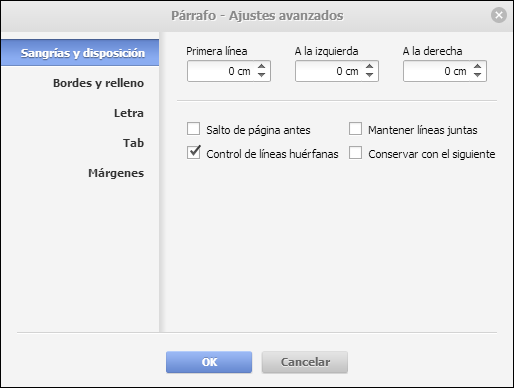 Párrafo - Ajustes avanzados
Sangrías y disposición
Bordes y relleno
Letra
Tab
Márgenes
Primera línea A la izquierda A la derecha
0 cm 0 cm 0 cm
Salto de página antes Mantener líneas juntas
Control de líneas huérfanas Conservar con el siguiente
OK Cancelar